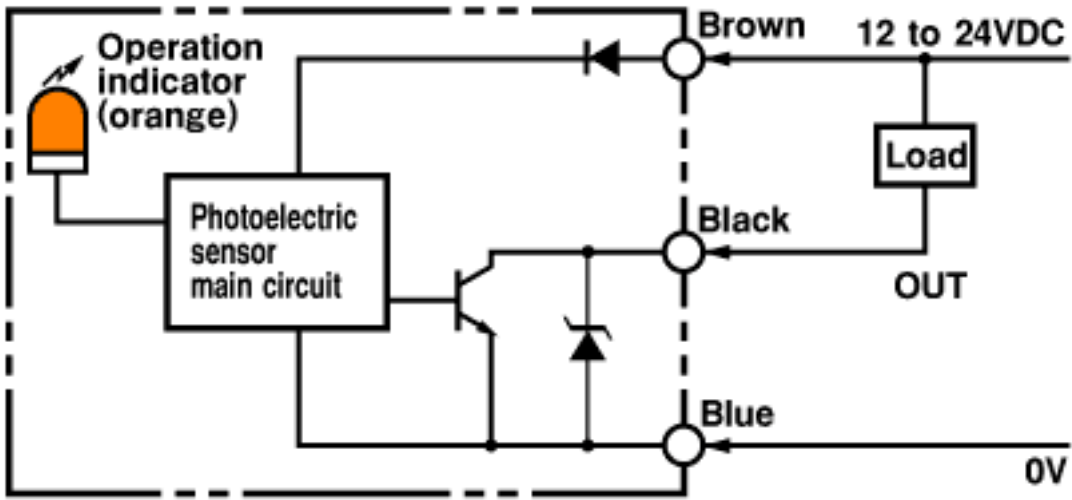 Operation
indicator
(orange)
Brown
12 to 24VDC
Load
Photoelectric
sensor
main circuit
Black
OUT
Blue
0V